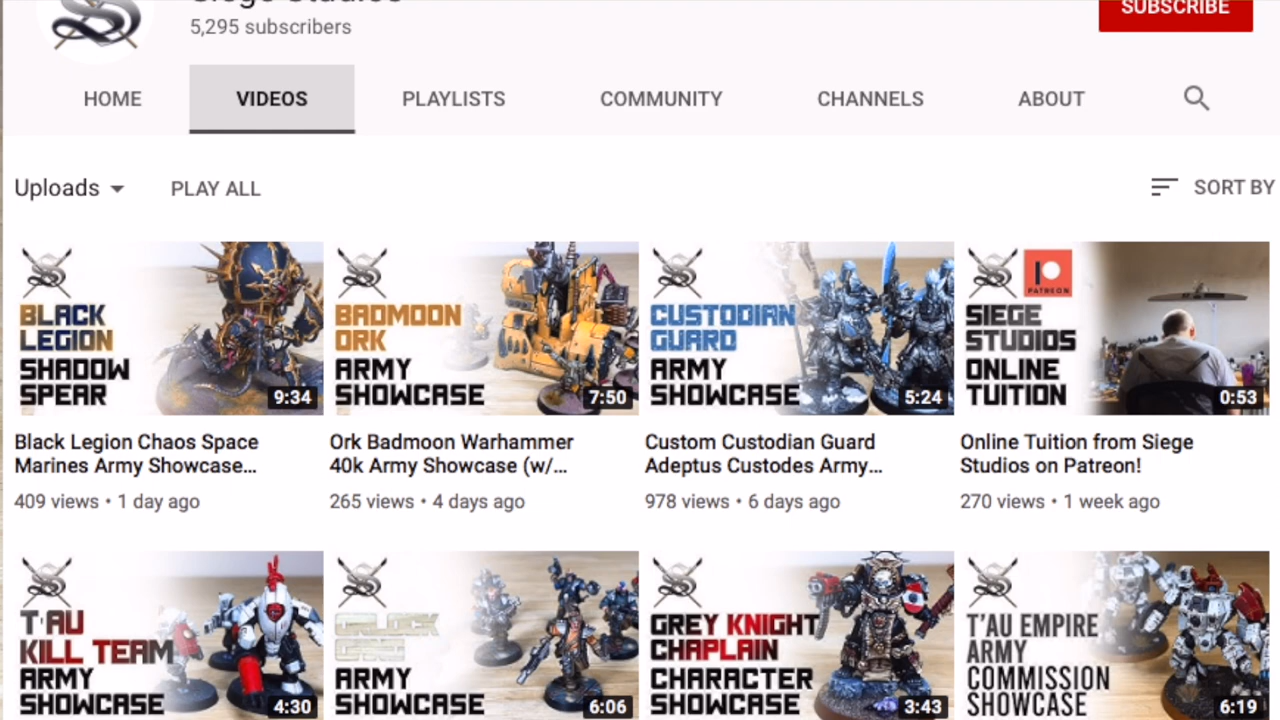 Siege Studios
5,295 subscribers
SUBSCRIBE
HOME
VIDEOS
PLAYLISTS
COMMUNITY
CHANNELS
ABOUT
Uploads
PLAY ALL
SORT BY
BLACK
LEGION
SHADOW
SPEAR
9:34
BADMOON
ORK
ARMY
SHOWCASE
7:50
CUSTODIAN
GUARD
ARMY
SHOWCASE
5:24
PATREON
SIEGE
STUDIOS
ONLINE
TUITION
0:53
Black Legion Chaos Space
Marines Army Showcase...
409 views • 1 day ago
Ork Badmoon Warhammer
40k Army Showcase (w/...
265 views • 4 days ago
Custom Custodian Guard
Adeptus Custodes Army...
978 views • 6 days ago
Online Tuition from Siege
Studios on Patreon!
270 views • 1 week ago
T'AU
KILL TEAM
ARMY
SHOWCASE
4:30
ARMY
SHOWCASE
6:06
GREY KNIGHT
CHAPLAIN
CHARACTER
SHOWCASE
3:43
T'AU EMPIRE
ARMY
COMMISSION
SHOWCASE
6:19